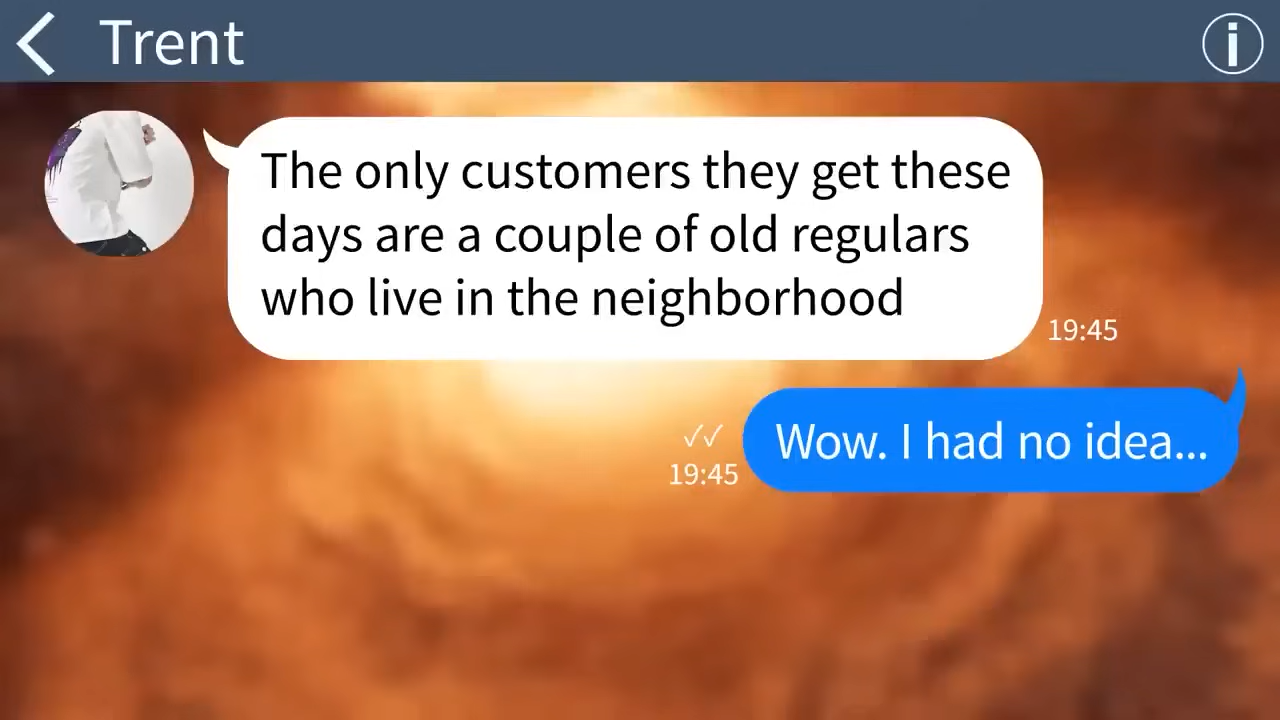 Trent
The only customers they get these
days are a couple of old regulars
who live in the neighborhood
19:45
Wow. I had no idea...
19:45